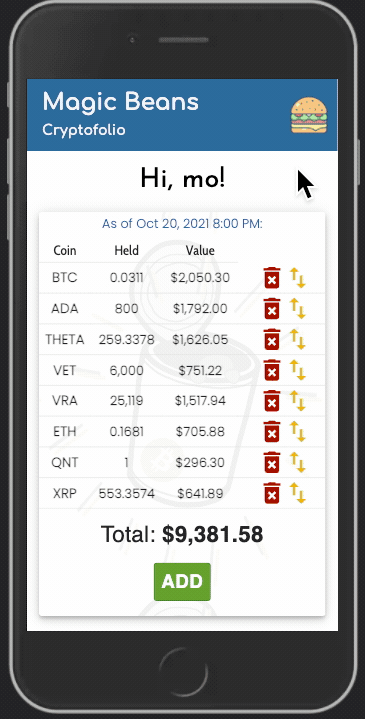 Magic Beans
Cryptofolio
Hi, mo!
As of Oct 20, 2021 8:00 PM:
Coin Held Value
BTC 0.0311 $2,050.30
ADA 800 $1,792.00
THETA 259.3378 $1,626.05
VET 6,000 $751.22
VRA 25,119 $1,517.94
ETH 0.1681 $705.88
QNT 1 $296.30
XRP 553.3574 $641.89
Total: $9,381.58
ADD